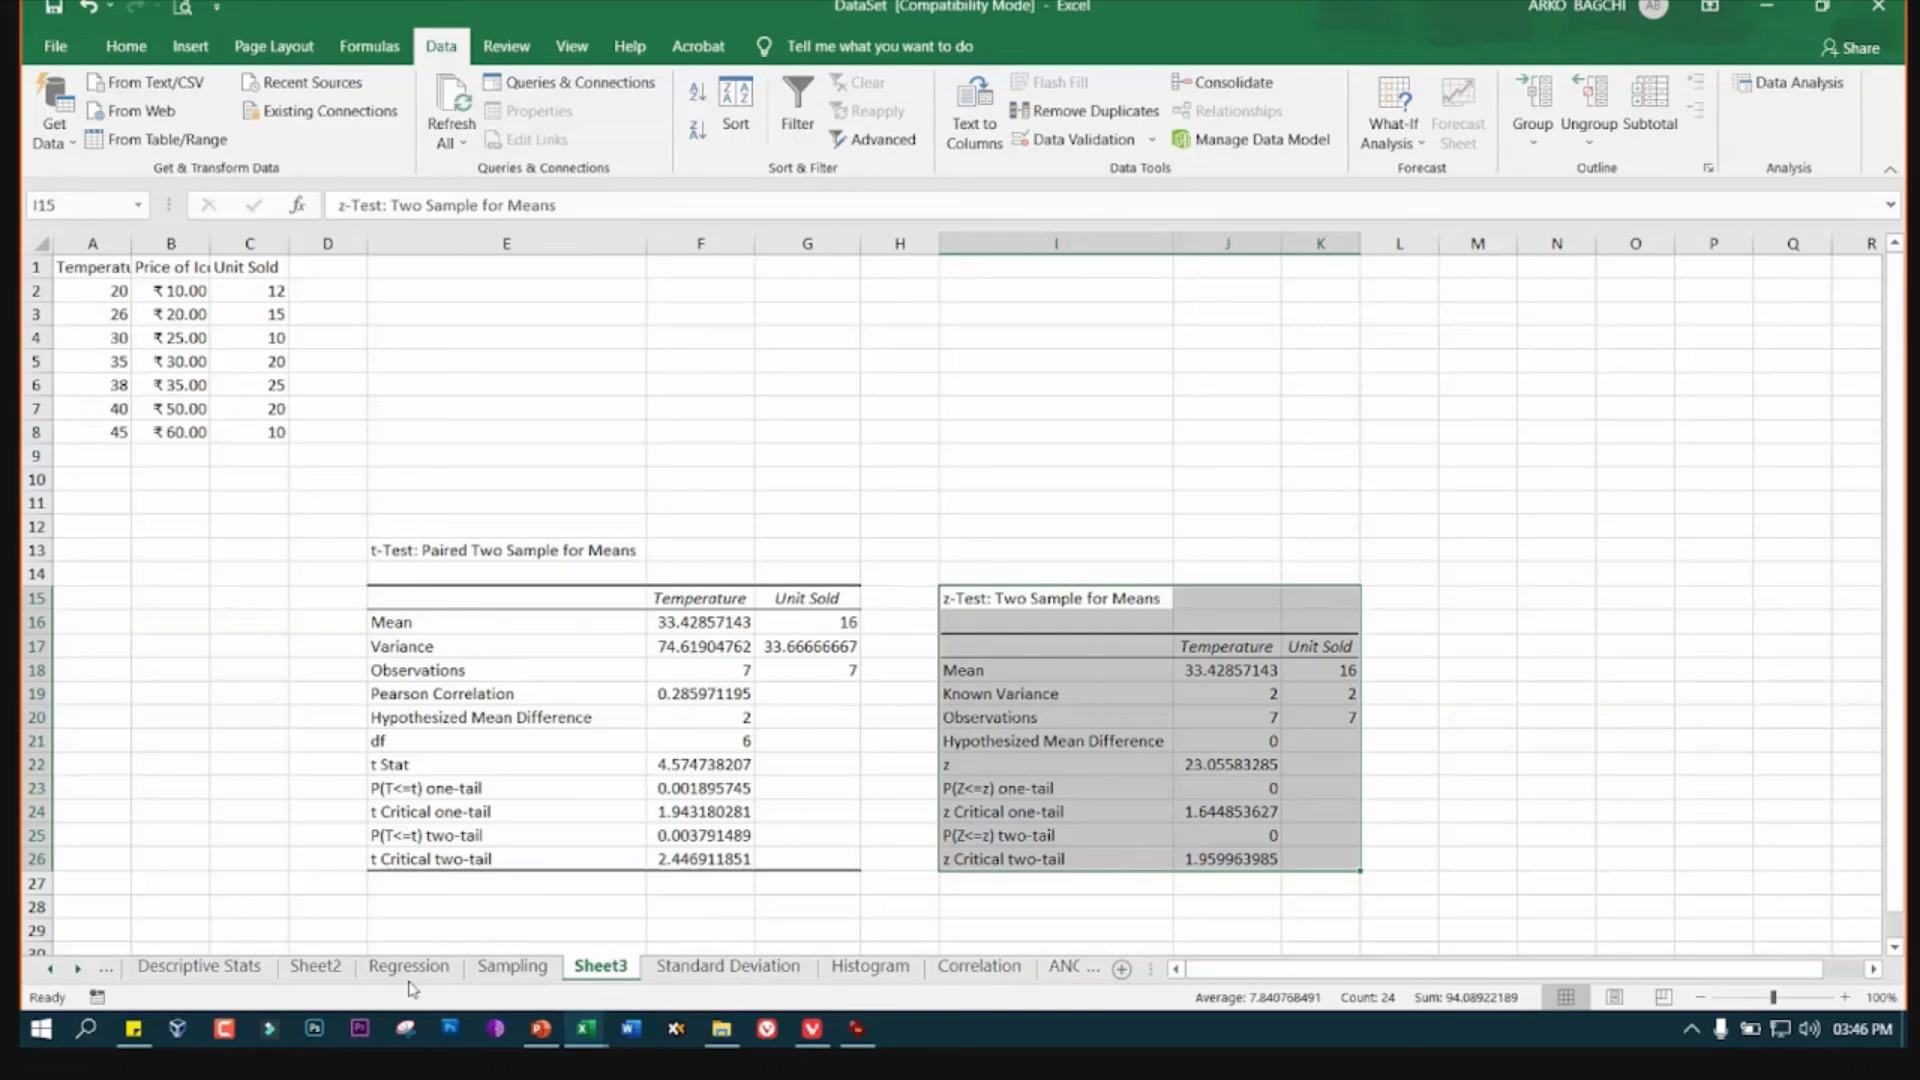 DataSet [Compatibility Mode] - Excel
ARKO BAGCHI AB
File Home Insert Page Layout Formulas Data Review View Help Acrobat Tell me what you want to do Share
Get Data
From Text/CSV
From Web
From Table/Range
Recent Sources
Existing Connections
Get & Transform Data
Refresh All
Queries & Connections
Properties
Edit Links
Queries & Connections
Sort
Filter
Clear
Reapply
Advanced
Sort & Filter
Text to Columns
Flash Fill
Remove Duplicates
Data Validation
Consolidate
Relationships
Manage Data Model
Data Tools
What-If Analysis
Forecast Sheet
Forecast
Group
Ungroup
Subtotal
Outline
Data Analysis
Analysis
I15 fx z-Test: Two Sample for Means
A B C D E F G H I J K L M N O P Q R
1 Temperatu Price of Ice Unit Sold
2 20 ₹ 10.00 12
3 26 ₹ 20.00 15
4 30 ₹ 25.00 10
5 35 ₹ 30.00 20
6 38 ₹ 35.00 25
7 40 ₹ 50.00 20
8 45 ₹ 60.00 10
9
10
11
12
13 t-Test: Paired Two Sample for Means
14
15 Temperature Unit Sold z-Test: Two Sample for Means
16 Mean 33.42857143 16
17 Variance 74.61904762 33.66666667 Temperature Unit Sold
18 Observations 7 7 Mean 33.42857143 16
19 Pearson Correlation 0.285971195 Known Variance 2 2
20 Hypothesized Mean Difference 2 Observations 7 7
21 df 6 Hypothesized Mean Difference 0
22 t Stat 4.574738207 z 23.05583285
23 P(T<=t) one-tail 0.001895745 P(Z<=z) one-tail 0
24 t Critical one-tail 1.943180281 z Critical one-tail 1.644853627
25 P(T<=t) two-tail 0.003791489 P(Z<=z) two-tail 0
26 t Critical two-tail 2.446911851 z Critical two-tail 1.959963985
27
28
29
30
... Descriptive Stats Sheet2 Regression Sampling Sheet3 Standard Deviation Histogram Correlation ANC ...
Ready Average: 7.840768491 Count: 24 Sum: 94.08922189 100%
03:46 PM